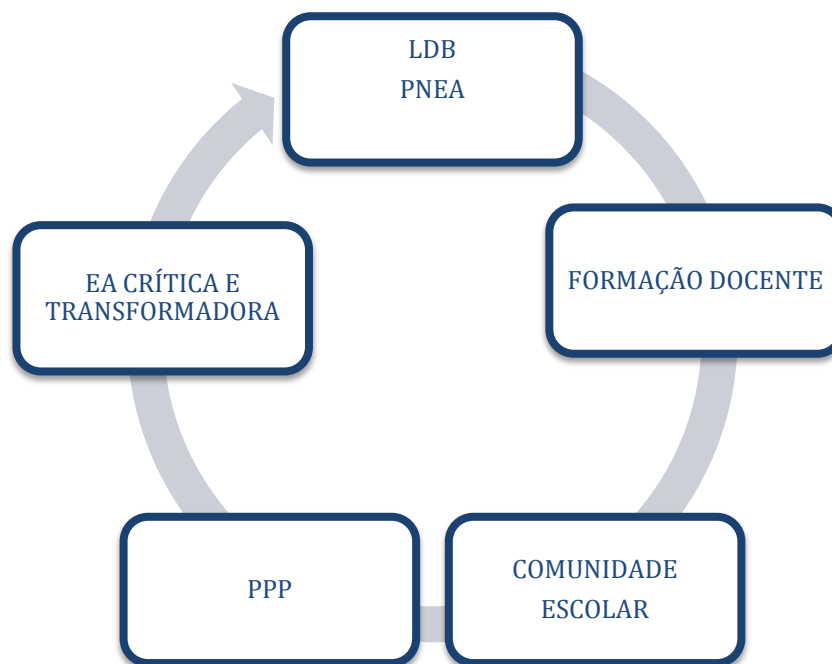 LDB
PNEA
FORMAÇÃO DOCENTE
COMUNIDADE
ESCOLAR
PPP
EA CRÍTICA E
TRANSFORMADORA